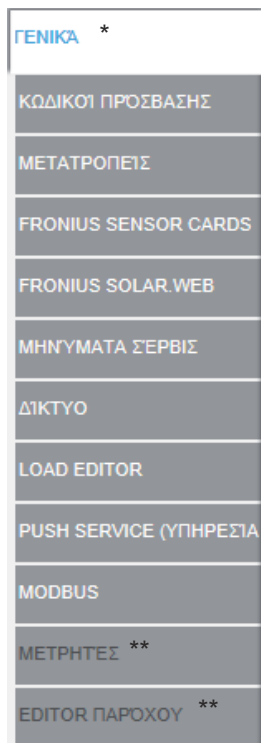 ΓΕΝΙΚΆ *
ΚΩΔΙΚΟΊ ΠΡΌΣΒΑΣΗΣ
ΜΕΤΑΤΡΟΠΕΊΣ
FRONIUS SENSOR CARDS
FRONIUS SOLAR.WEB
ΜΗΝΎΜΑΤΑ ΣΈΡΒΙΣ
ΔΊΚΤΥΟ
LOAD EDITOR
PUSH SERVICE (ΥΠΗΡΕΣΊΑ
MODBUS
ΜΕΤΡΗΤΈΣ **
EDITOR ΠΑΡΌΧΟΥ **